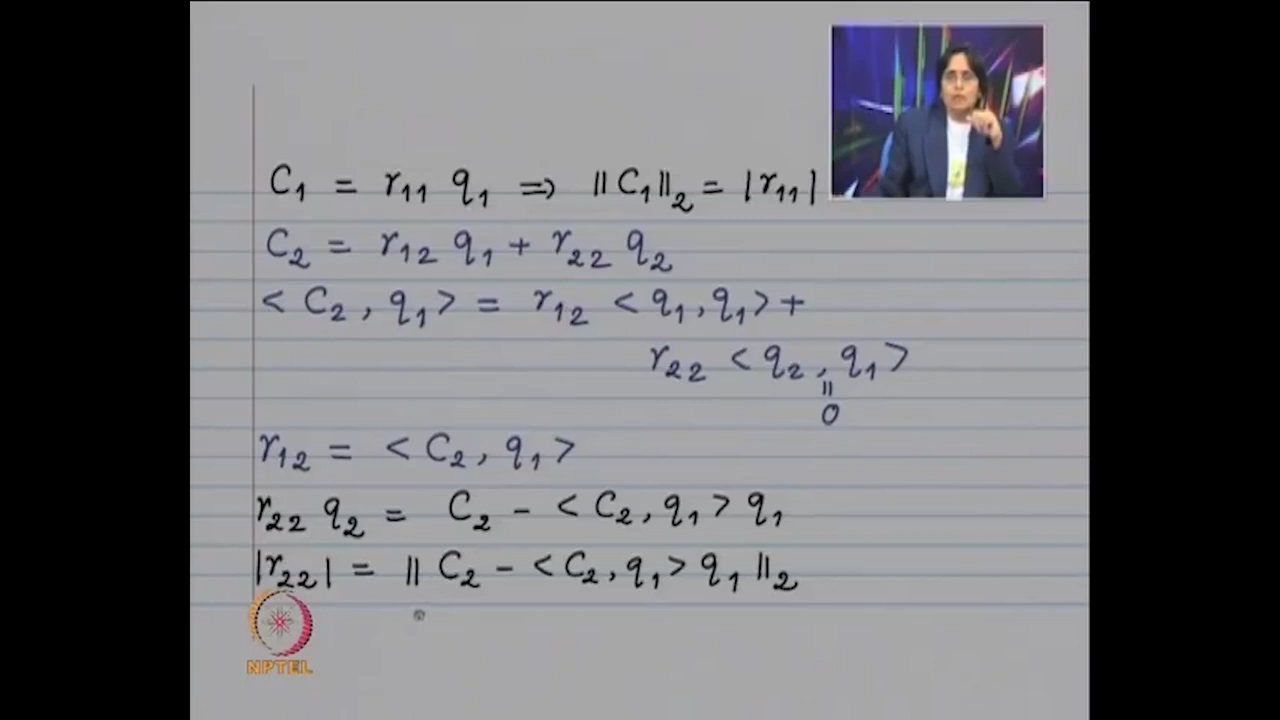 C₁ = r₁₁ q₁ ⇒ ‖C₁‖₂ = |r₁₁|
C₂ = r₁₂ q₁ + r₂₂ q₂
< C₂, q₁ > = r₁₂ < q₁, q₁ > +
r₂₂ < q₂, q₁ >
॥
0
r₁₂ = < C₂, q₁ >
r₂₂ q₂ = C₂ - < C₂, q₁ > q₁
|r₂₂| = ‖ C₂ - < C₂, q₁ > q₁ ‖₂
NPTEL